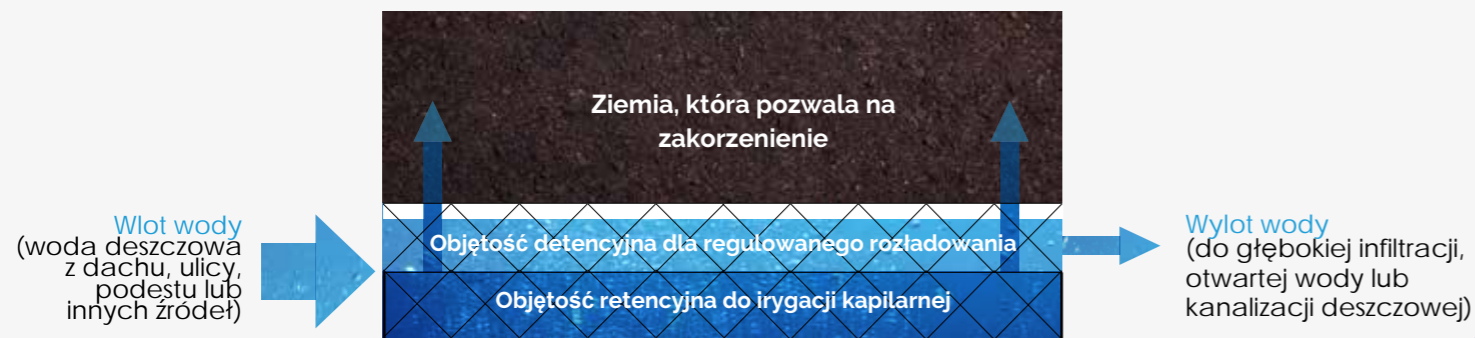 Ziemia, która pozwala na
zakorzenienie
Wlot wody
(woda deszczowa
z dachu, ulicy,
podestu lub
innych źródeł)
Objętość detencyjna dla regulowanego rozładowania
Objętość retencyjna do irygacji kapilarnej
Wylot wody
(do głębokiej infiltracji,
otwartej wody lub
kanalizacji deszczowej)